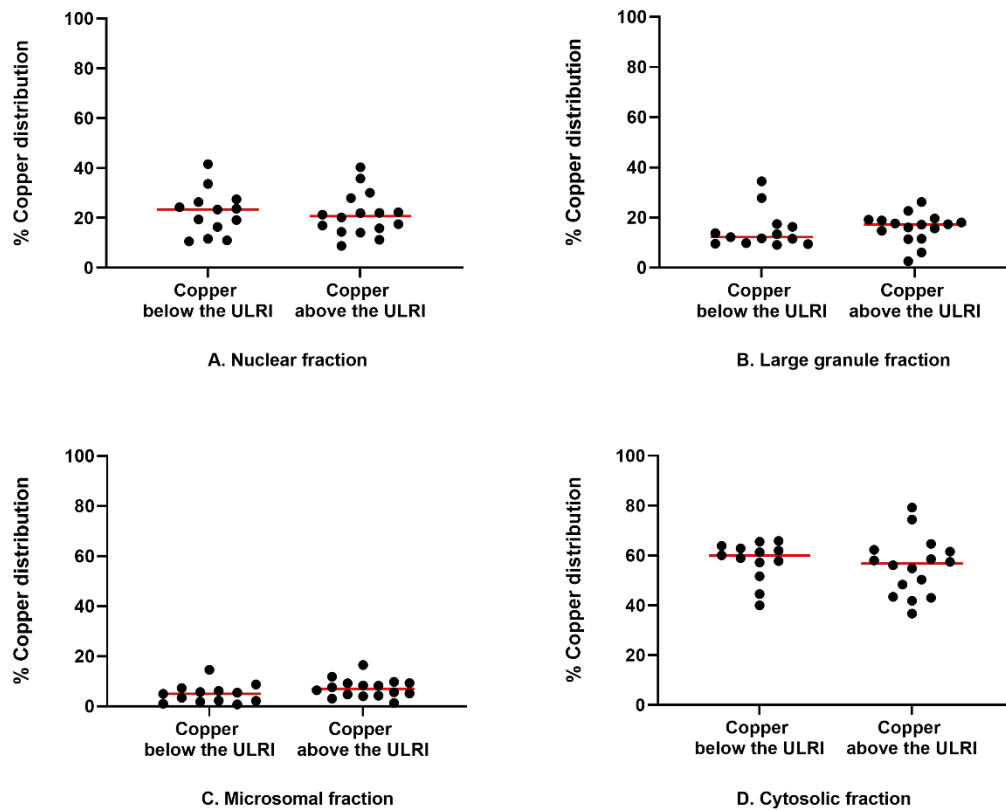 % Copper distribution
100
80
60
40
20
0
Copper
below the ULRI
Copper
above the ULRI
A. Nuclear fraction
% Copper distribution
100
80
60
40
20
0
Copper
below the ULRI
Copper
above the ULRI
B. Large granule fraction
% Copper distribution
100
80
60
40
20
0
Copper
below the ULRI
Copper
above the ULRI
C. Microsomal fraction
% Copper distribution
100
80
60
40
20
0
Copper
below the ULRI
Copper
above the ULRI
D. Cytosolic fraction